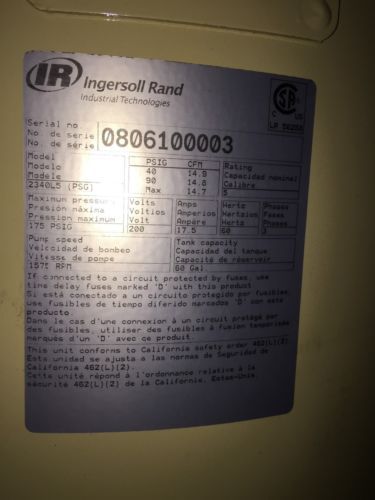 IR Ingersoll Rand
Industrial Technologies
CSA
C US
LR 56258
Serial no.
No. de serie
No. de série
0806100003
Model
Modelo
Modèle
2340L5 (PSG)
PSIG CFM
40 14.9
90 14.8
Max 14.7
Rating
Capacidad nominal
Calibre
5
Maximum pressure
Presión máxima
Pression maximum
175 PSIG
Volts
Voltios
Volt
200
Amps
Amperios
Ampère
17.5
Hertz
Hertzios
Hertz
60
Phases
Fases
Phases
3
Pump speed
Velocidad de bombeo
Vitesse de pompe
1575 RPM
Tank capacity
Capacidad del tanque
Capacité de réservoir
60 Gal
If connected to a circuit protected by fuses, use
time delay fuses marked 'D' with this product
Si está conectado a un circuito protegido por fusibles,
use fusibles de tiempo diferido marcados 'D' con este
producto
Dans le cas d'une connexion à un circuit protégé par
des fusibles, utiliser des fusibles à fusion temporisée
marqués d'un 'D' avec ce produit.
This unit conforms to California safety order 462(L)(2)
Esta unidad se ajusta a las normas de Seguridad de
California 462(L)(2)
Cette unité répond à l'ordonnance relative à la
sécurité 462(L)(2) de la Californie, Etats-Unis.